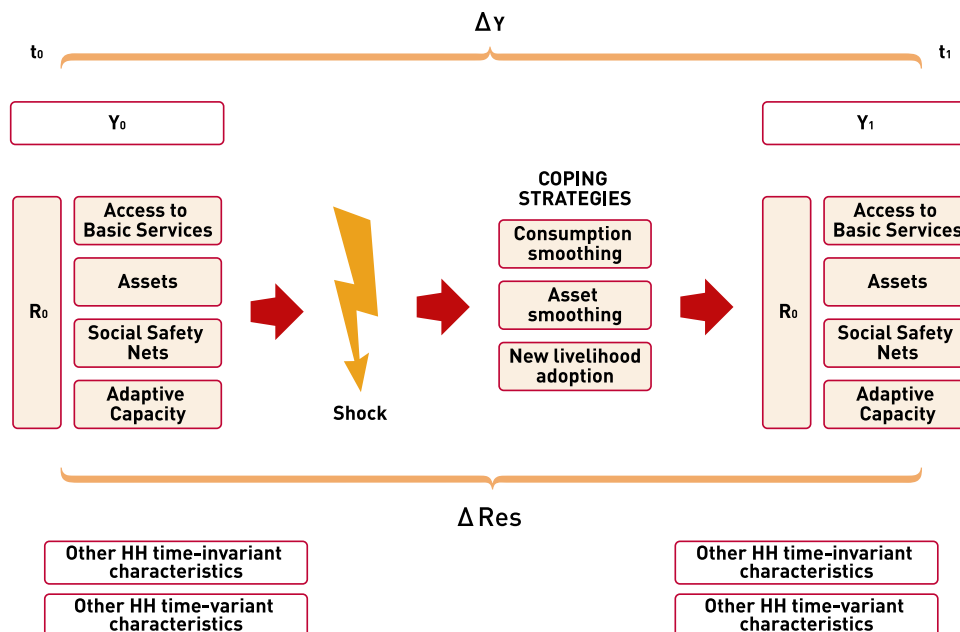 ΔY
t₀
t₁
Y₀
Y₁
COPING
STRATEGIES
R₀
Access to
Basic Services
Assets
Social Safety
Nets
Adaptive
Capacity
Shock
Consumption
smoothing
Asset
smoothing
New livelihood
adoption
R₀
Access to
Basic Services
Assets
Social Safety
Nets
Adaptive
Capacity
ΔRes
Other HH time-invariant
characteristics
Other HH time-variant
characteristics
Other HH time-invariant
characteristics
Other HH time-variant
characteristics